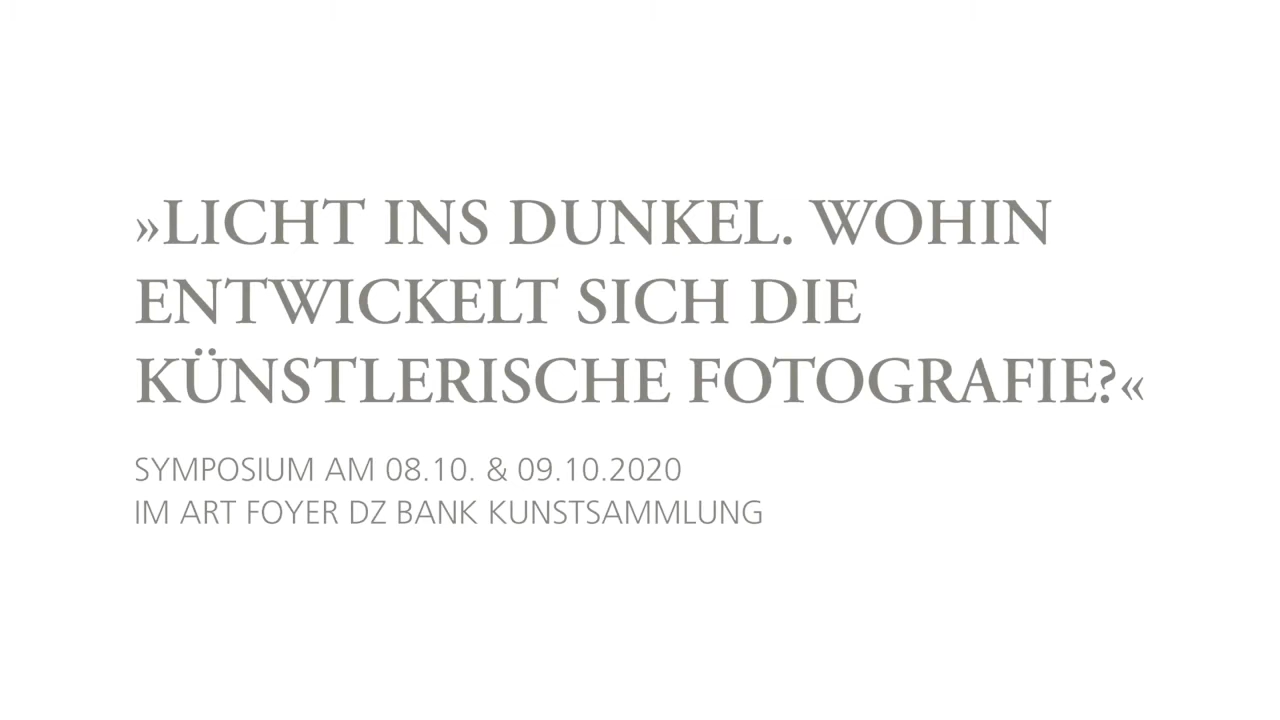 »LICHT INS DUNKEL. WOHIN
ENTWICKELT SICH DIE
KÜNSTLERISCHE FOTOGRAFIE?«
SYMPOSIUM AM 08.10. & 09.10.2020
IM ART FOYER DZ BANK KUNSTSAMMLUNG